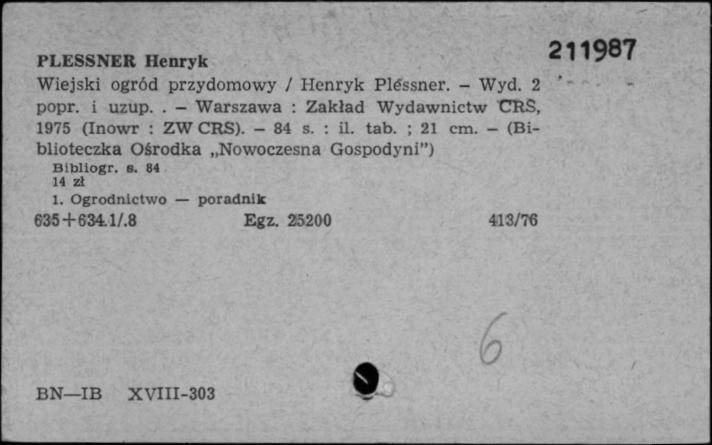 211987
PLESSNER Henryk
Wiejski ogród przydomowy / Henryk Plessner. – Wyd. 2
popr. i uzup. . – Warszawa : Zakład Wydawnictw CRS,
1975 (Inowr : ZW CRS). – 84 s. : il. tab. ; 21 cm. – (Bi-
blioteczka Ośrodka „Nowoczesna Gospodyni”)
Bibliogr. s. 84
14 zł
1. Ogrodnictwo — poradnik
635+634.1/.8 Egz. 25200 413/76
6
BN—IB XVIII-303